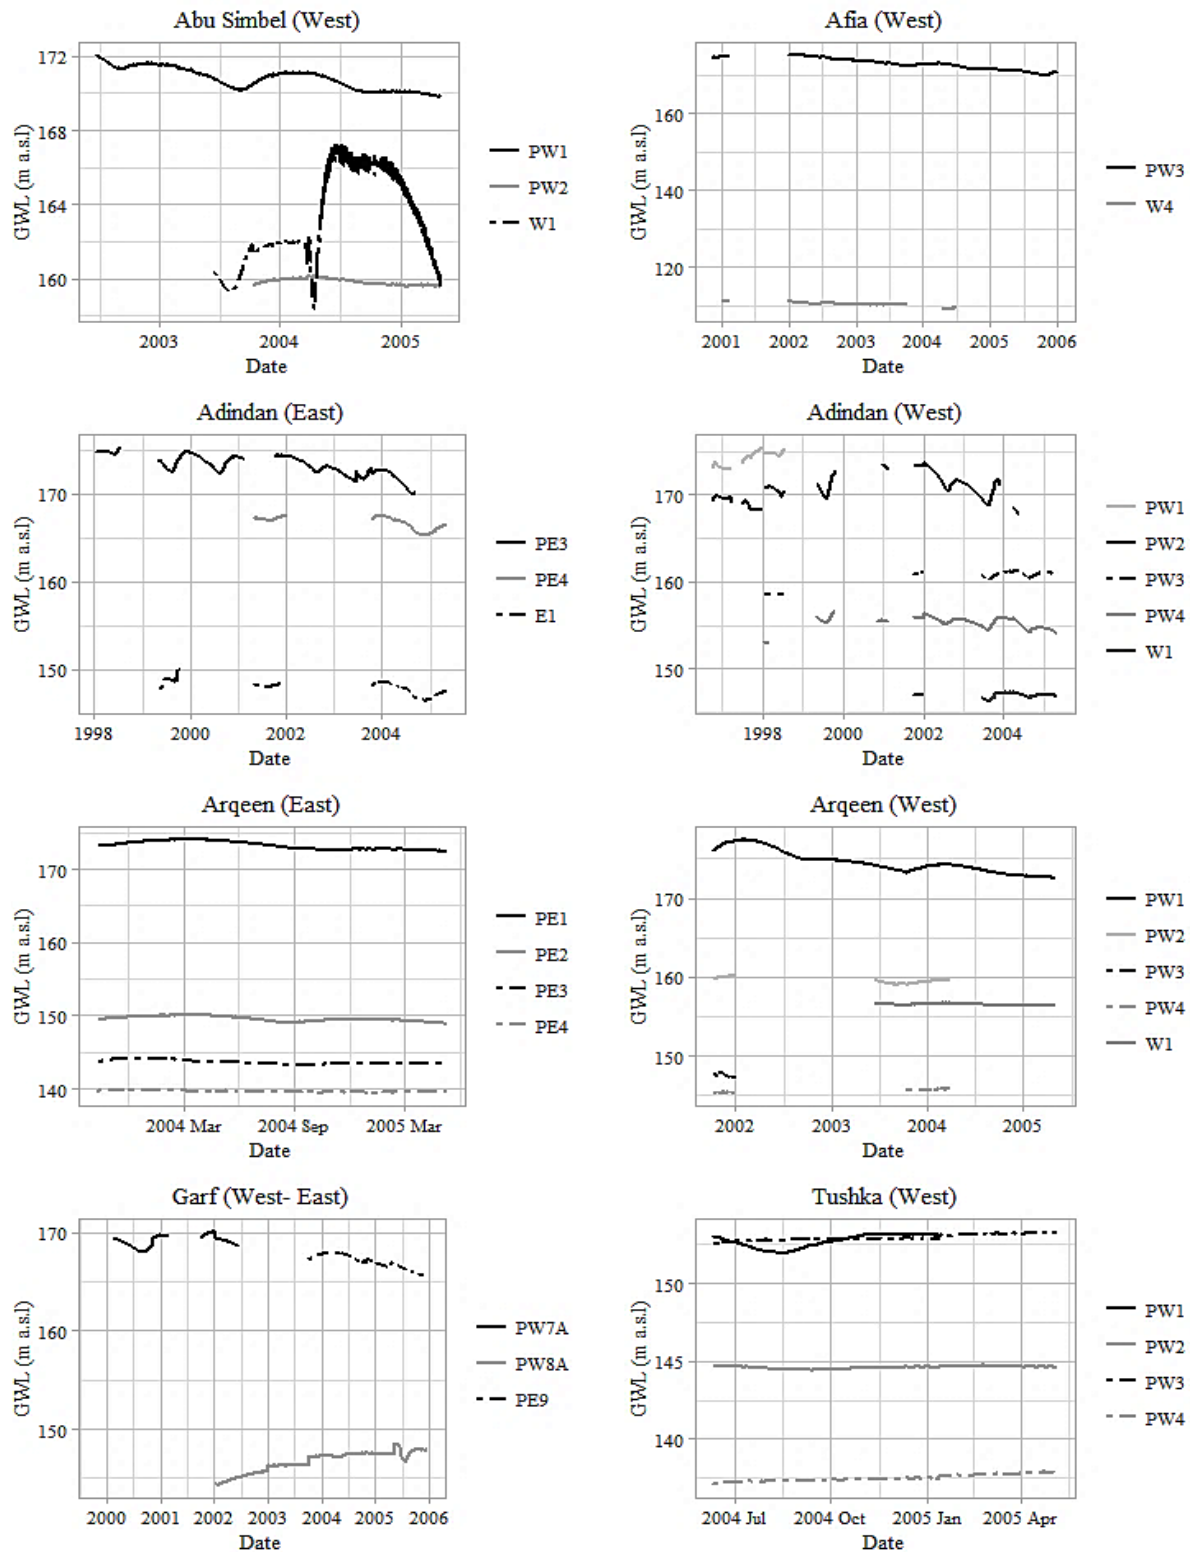 Abu Simbel (West)
172
168
164
160
GWL (m a.s.l)
2003 2004 2005
Date
PW1
PW2
W1
Afia (West)
160
140
120
GWL (m a.s.l)
2001 2002 2003 2004 2005 2006
Date
PW3
W4
Adindan (East)
170
160
150
GWL (m a.s.l)
1998 2000 2002 2004
Date
PE3
PE4
E1
Adindan (West)
170
160
150
GWL (m a.s.l)
1998 2000 2002 2004
Date
PW1
PW2
PW3
PW4
W1
Arqeen (East)
170
160
150
140
GWL (m a.s.l)
2004 Mar 2004 Sep 2005 Mar
Date
PE1
PE2
PE3
PE4
Arqeen (West)
170
160
150
GWL (m a.s.l)
2002 2003 2004 2005
Date
PW1
PW2
PW3
PW4
W1
Garf (West- East)
170
160
150
GWL (m a.s.l)
2000 2001 2002 2003 2004 2005 2006
Date
PW7A
PW8A
PE9
Tushka (West)
150
145
140
GWL (m a.s.l)
2004 Jul 2004 Oct 2005 Jan 2005 Apr
Date
PW1
PW2
PW3
PW4